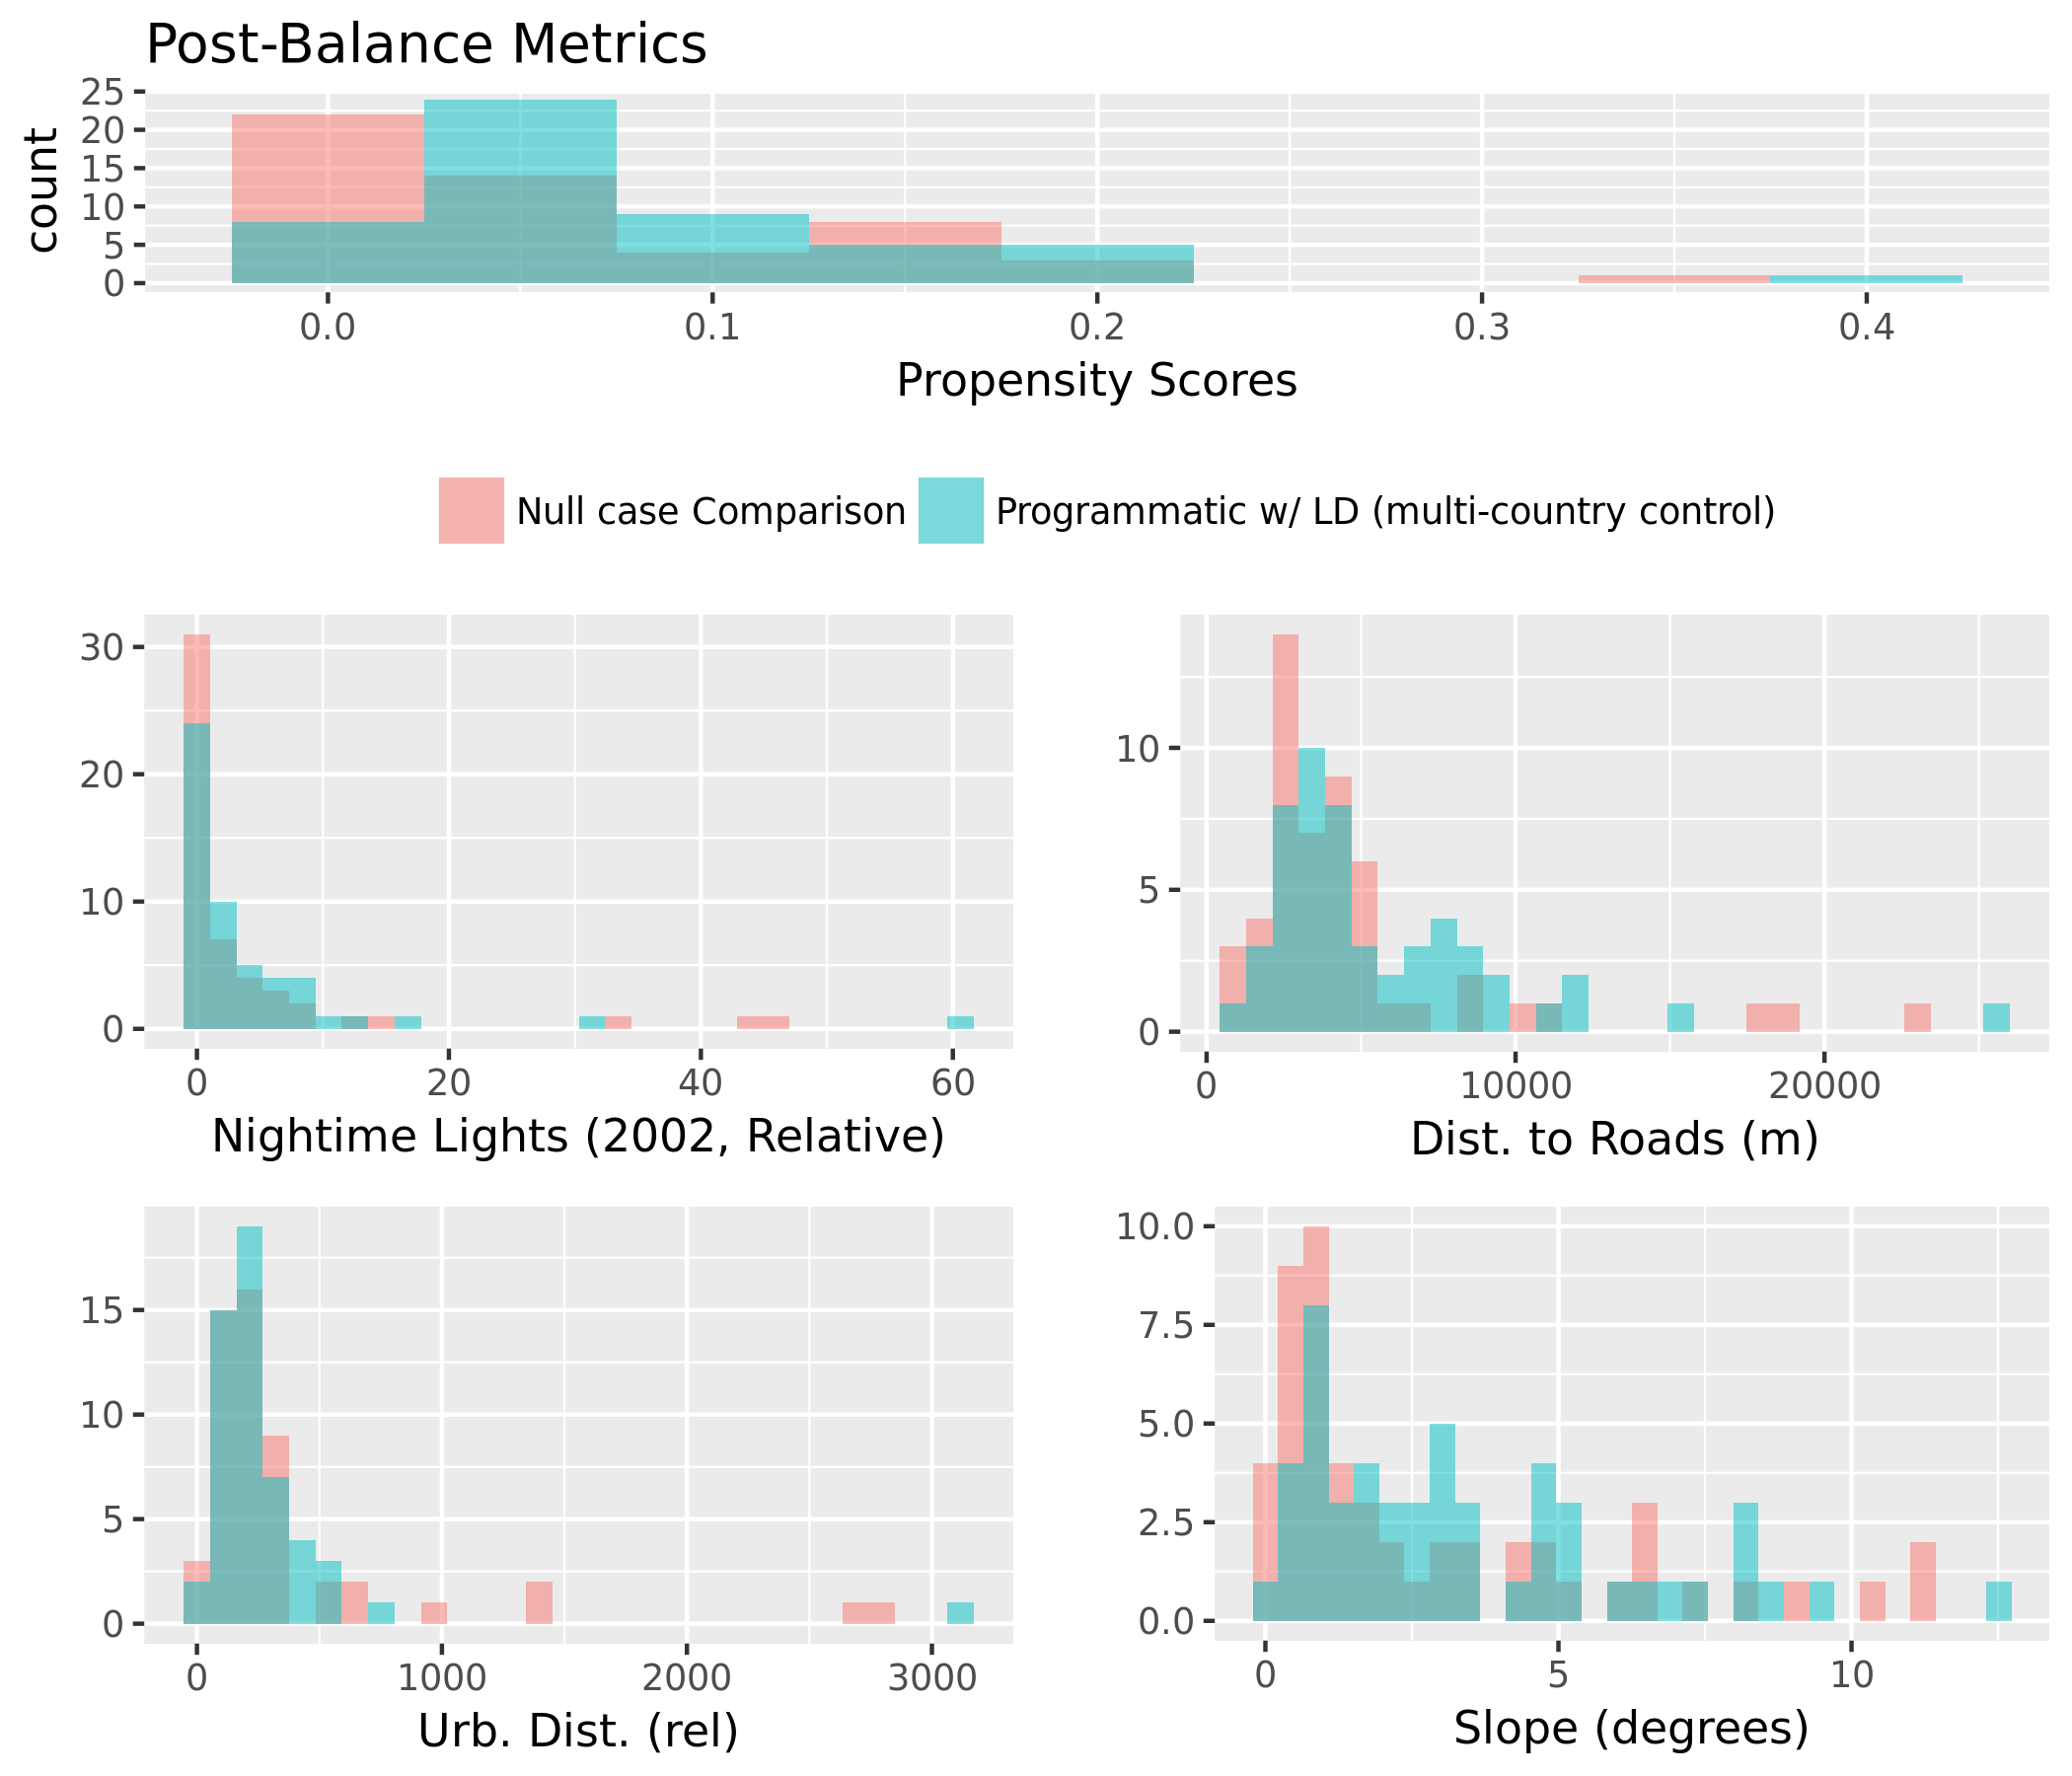 Post-Balance Metrics
count
25
20
15
10
5
0
0.0 0.1 0.2 0.3 0.4
Propensity Scores
Null case Comparison Programmatic w/ LD (multi-country control)
30
20
10
0
0 20 40 60
Nightime Lights (2002, Relative)
10
5
0
0 10000 20000
Dist. to Roads (m)
15
10
5
0
0 1000 2000 3000
Urb. Dist. (rel)
10.0
7.5
5.0
2.5
0.0
0 5 10
Slope (degrees)